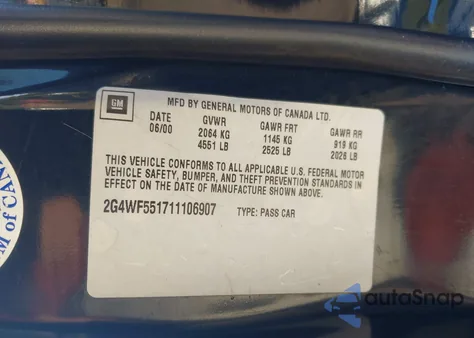 GM
MFD BY GENERAL MOTORS OF CANADA LTD.
DATE GVWR GAWR FRT GAWR RR
06/00 2064 KG 1145 KG 919 KG
4551 LB 2525 LB 2026 LB
THIS VEHICLE CONFORMS TO ALL APPLICABLE U.S. FEDERAL MOTOR
VEHICLE SAFETY, BUMPER, AND THEFT PREVENTION STANDARDS IN
EFFECT ON THE DATE OF MANUFACTURE SHOWN ABOVE.
2G4WF551711106907 TYPE: PASS CAR
M of CAN
autoSnap